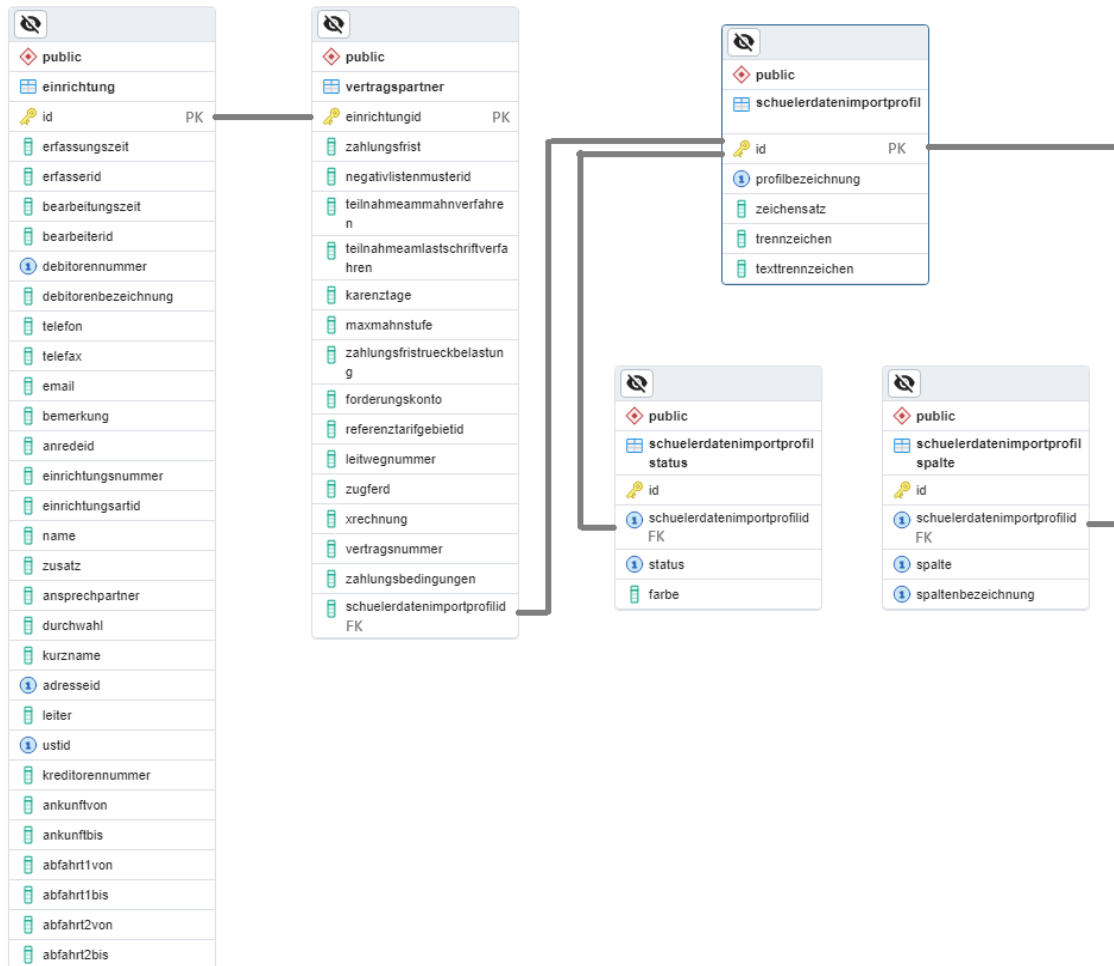 public
einrichtung
id PK
erfassungszeit
erfasserid
bearbeitungszeit
bearbeiterid
debitorennummer
debitorenbezeichnung
telefon
telefax
email
bemerkung
anredeid
einrichtungsnummer
einrichtungsartid
name
zusatz
ansprechpartner
durchwahl
kurzname
adresseid
leiter
ustid
kreditorennummer
ankunftvon
ankunftbis
abfahrt1von
abfahrt1bis
abfahrt2von
abfahrt2bis
public
vertragspartner
einrichtungid PK
zahlungsfrist
negativlistenmusterid
teilnahmeammahnverfahre
n
teilnahmeamlastschriftverfa
hren
karenztage
maxmahnstufe
zahlungsfristrueckbelastun
g
forderungskonto
referenztarifgebietid
leitwegnummer
zugferd
xrechnung
vertragsnummer
zahlungsbedingungen
schuelerdatenimportprofilid
FK
public
schuelerdatenimportprofil
id PK
profilbezeichnung
zeichensatz
trennzeichen
texttrennzeichen
public
schuelerdatenimportprofil
status
id
schuelerdatenimportprofilid
FK
status
farbe
public
schuelerdatenimportprofil
spalte
id
schuelerdatenimportprofilid
FK
spalte
spaltenbezeichnung